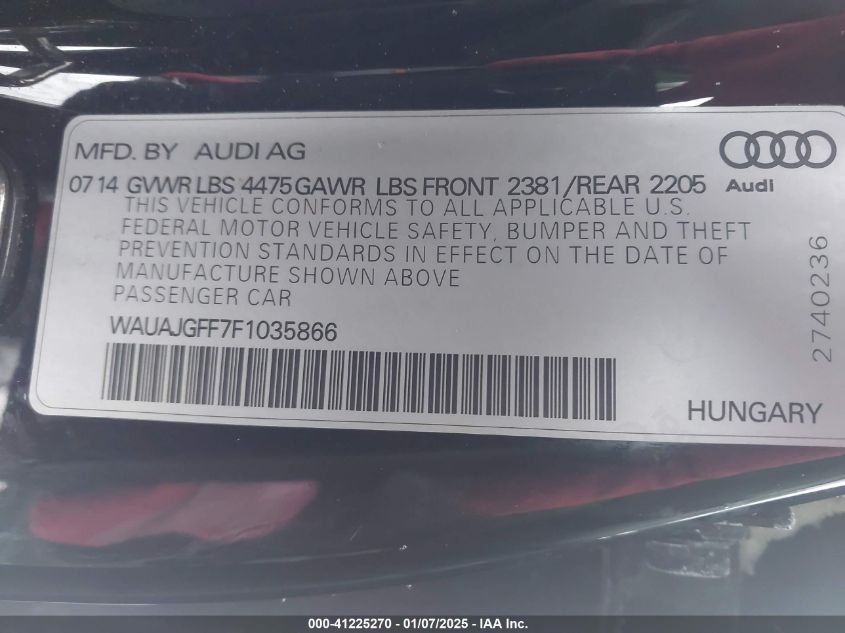 MFD. BY AUDI AG
07 14 GVWR LBS 4475 GAWR LBS FRONT 2381/REAR 2205
Audi
THIS VEHICLE CONFORMS TO ALL APPLICABLE U.S.
FEDERAL MOTOR VEHICLE SAFETY, BUMPER AND THEFT
PREVENTION STANDARDS IN EFFECT ON THE DATE OF
MANUFACTURE SHOWN ABOVE
PASSENGER CAR
WAUAJGFF7F1035866
HUNGARY
2740236
000-41225270 - 01/07/2025 - IAA Inc.